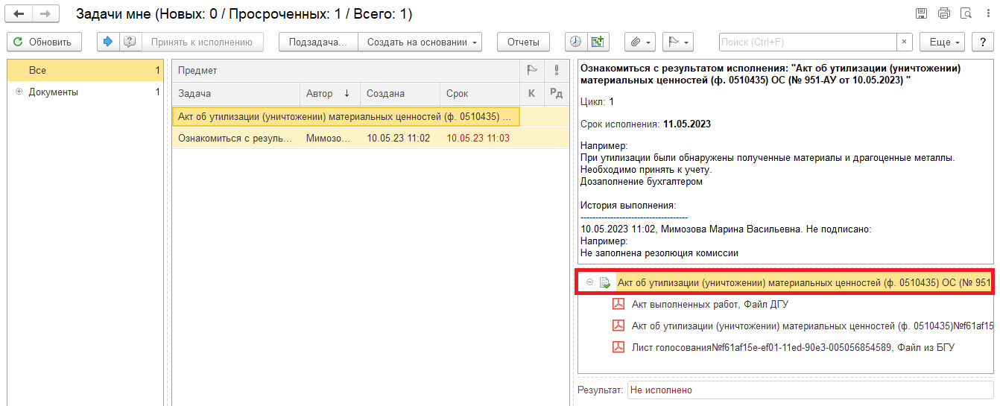 Задачи мне (Новых: 0 / Просроченных: 1 / Всего: 1)
Обновить
Принять к исполнению
Подзадача...
Создать на основании
Отчеты
Поиск (Ctrl+F)
×
Еще
?
Все 1
Документы 1
Предмет
Задача Автор ↓ Создана Срок К Рд
Акт об утилизации (уничтожении) материальных ценностей (ф. 0510435) ...
Ознакомиться с резуль... Мимозо... 10.05.23 11:02 10.05.23 11:03
Ознакомиться с результатом исполнения: "Акт об утилизации (уничтожении)
материальных ценностей (ф. 0510435) ОС (№ 951-АУ от 10.05.2023) "
Цикл: 1
Срок исполнения: 11.05.2023
Например:
При утилизации были обнаружены полученные материалы и драгоценные металлы.
Необходимо принять к учету.
Дозаполнение бухгалтером
История выполнения:
------------------------------------
10.05.2023 11:02, Мимозова Марина Васильевна. Не подписано:
Например:
Не заполнена резолюция комиссии
Акт об утилизации (уничтожении) материальных ценностей (ф. 0510435) ОС (№ 951
Акт выполненных работ, Файл ДГУ
Акт об утилизации (уничтожении) материальных ценностей (ф. 0510435)№f61af15
Лист голосования№f61af15e-ef01-11ed-90e3-005056854589, Файл из БГУ
Результат: Не исполнено